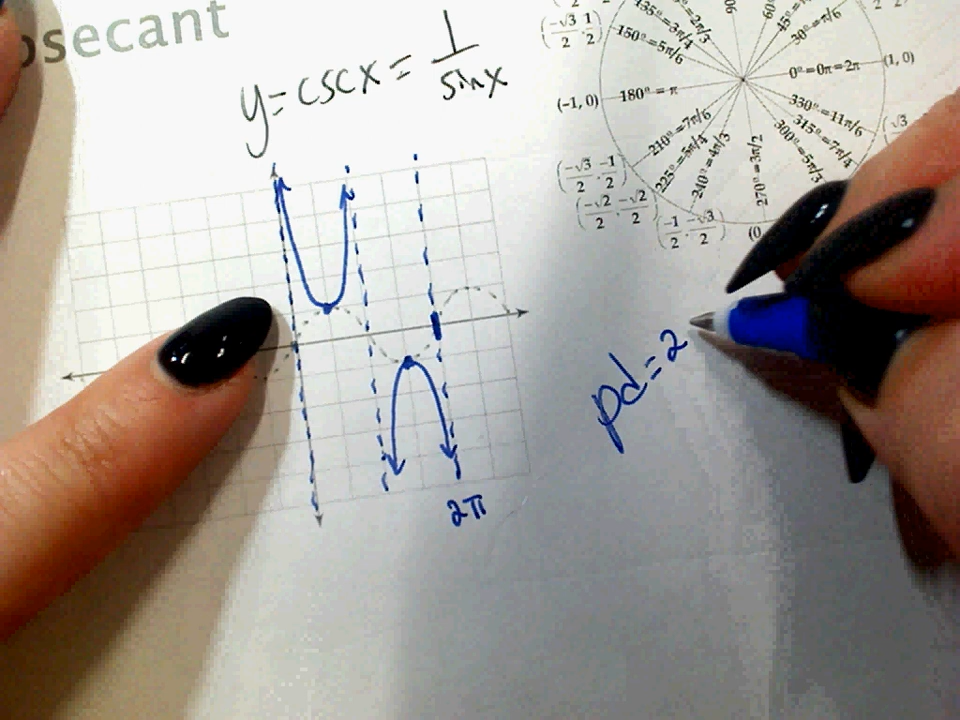 osecant
y=cscx = 1/sinx
(-√3/2, 1/2)
135°=3π/4
2π/3
150°=5π/6
180° = π
(-1, 0)
45°=π/4
30°=π/6
0°=0π=2π
(1, 0)
330°=11π/6
315°=7π/4
300°=5π/3
270°=3π/2
240°=4π/3
225°=5π/4
210°=7π/6
(-√3/2, -1/2)
(-√2/2, -√2/2)
(-1/2, -√3/2)
(0
(√3
pd=2
2π